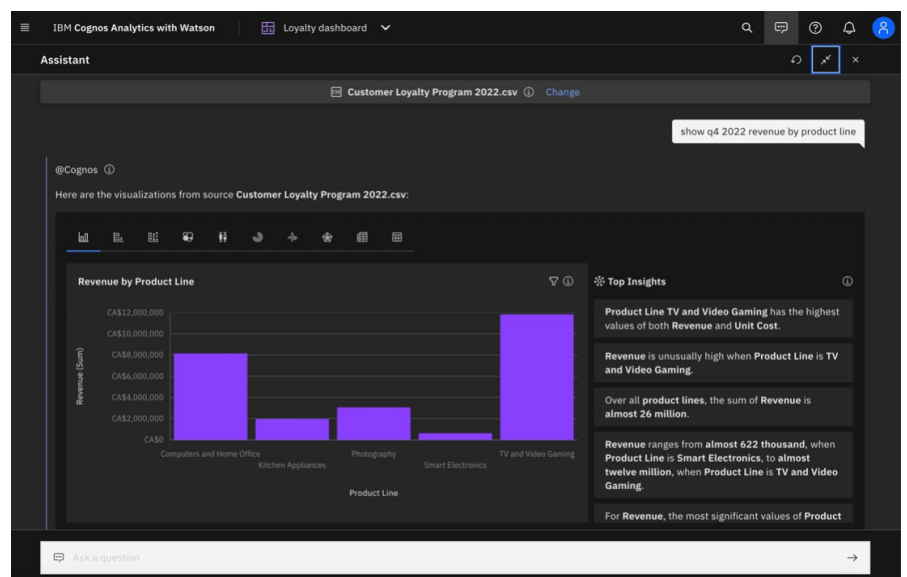 IBM Cognos Analytics with Watson
Loyalty dashboard
Assistant
Customer Loyalty Program 2022.csv
Change
show q4 2022 revenue by product line
@Cognos
Here are the visualizations from source Customer Loyalty Program 2022.csv:
Revenue by Product Line
CA$12,000,000
CA$10,000,000
CA$8,000,000
CA$6,000,000
CA$4,000,000
CA$2,000,000
CA$0
Revenue (Sum)
Computers and Home Office
Kitchen Appliances
Photography
Smart Electronics
TV and Video Gaming
Product Line
Top Insights
Product Line TV and Video Gaming has the highest
values of both Revenue and Unit Cost.
Revenue is unusually high when Product Line is TV
and Video Gaming.
Over all product lines, the sum of Revenue is
almost 26 million.
Revenue ranges from almost 622 thousand, when
Product Line is Smart Electronics, to almost
twelve million, when Product Line is TV and Video
Gaming.
For Revenue, the most significant values of Product
Ask a question